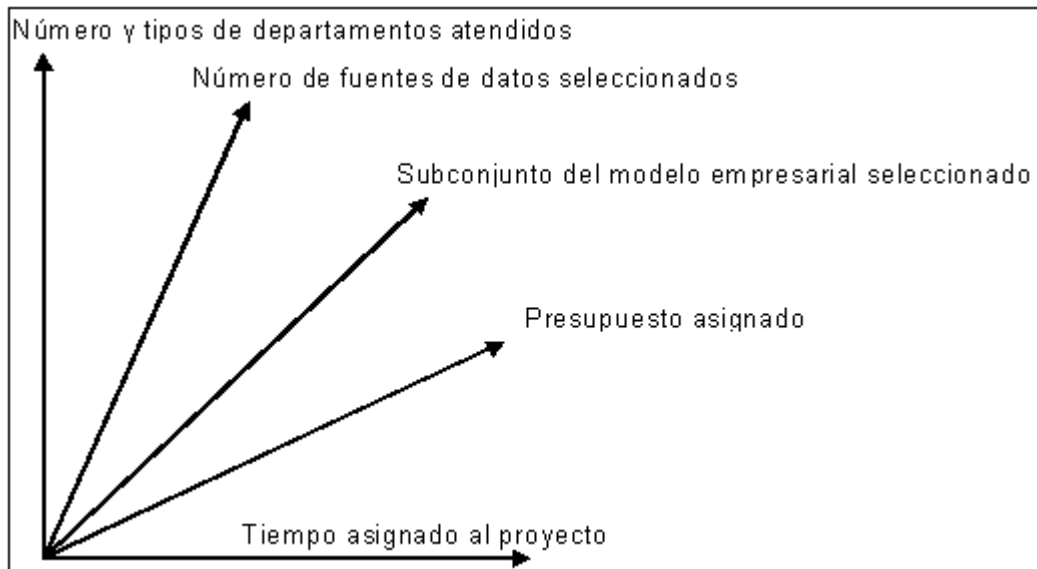 Número y tipos de departamentos atendidos
Número de fuentes de datos seleccionados
Subconjunto del modelo empresarial seleccionado
Presupuesto asignado
Tiempo asignado al proyecto